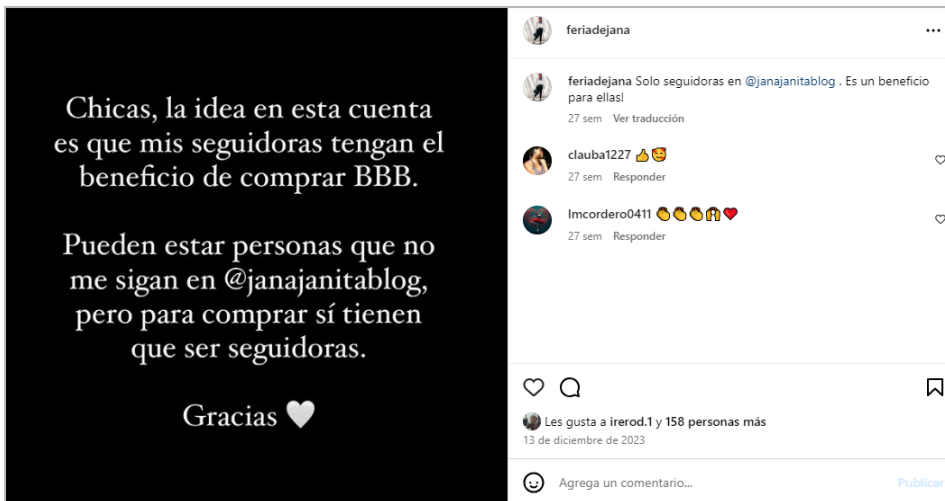 Chicas, la idea en esta cuenta
es que mis seguidoras tengan el
beneficio de comprar BBB.
Pueden estar personas que no
me sigan en @janajanitablog,
pero para comprar sí tienen
que ser seguidoras.
Gracias 🤍
feriadejana
feriadejana Solo seguidoras en @janajanitablog . Es un beneficio
para ellas!
27 sem Ver traducción
clauba1227 👍🥰
27 sem Responder
lmcordero0411 👏👏👏🙌❤️
27 sem Responder
Les gusta a irerod.1 y 158 personas más
13 de diciembre de 2023
Agrega un comentario...
Publicar